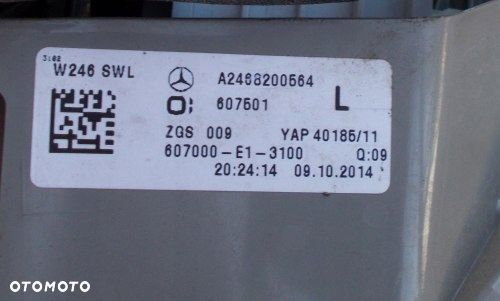 3102
W246 SWL
A2468200564
607501
L
ZGS 009 YAP 40185/11
607000-E1-3100 Q:09
20:24:14 09.10.2014
OTOMOTO